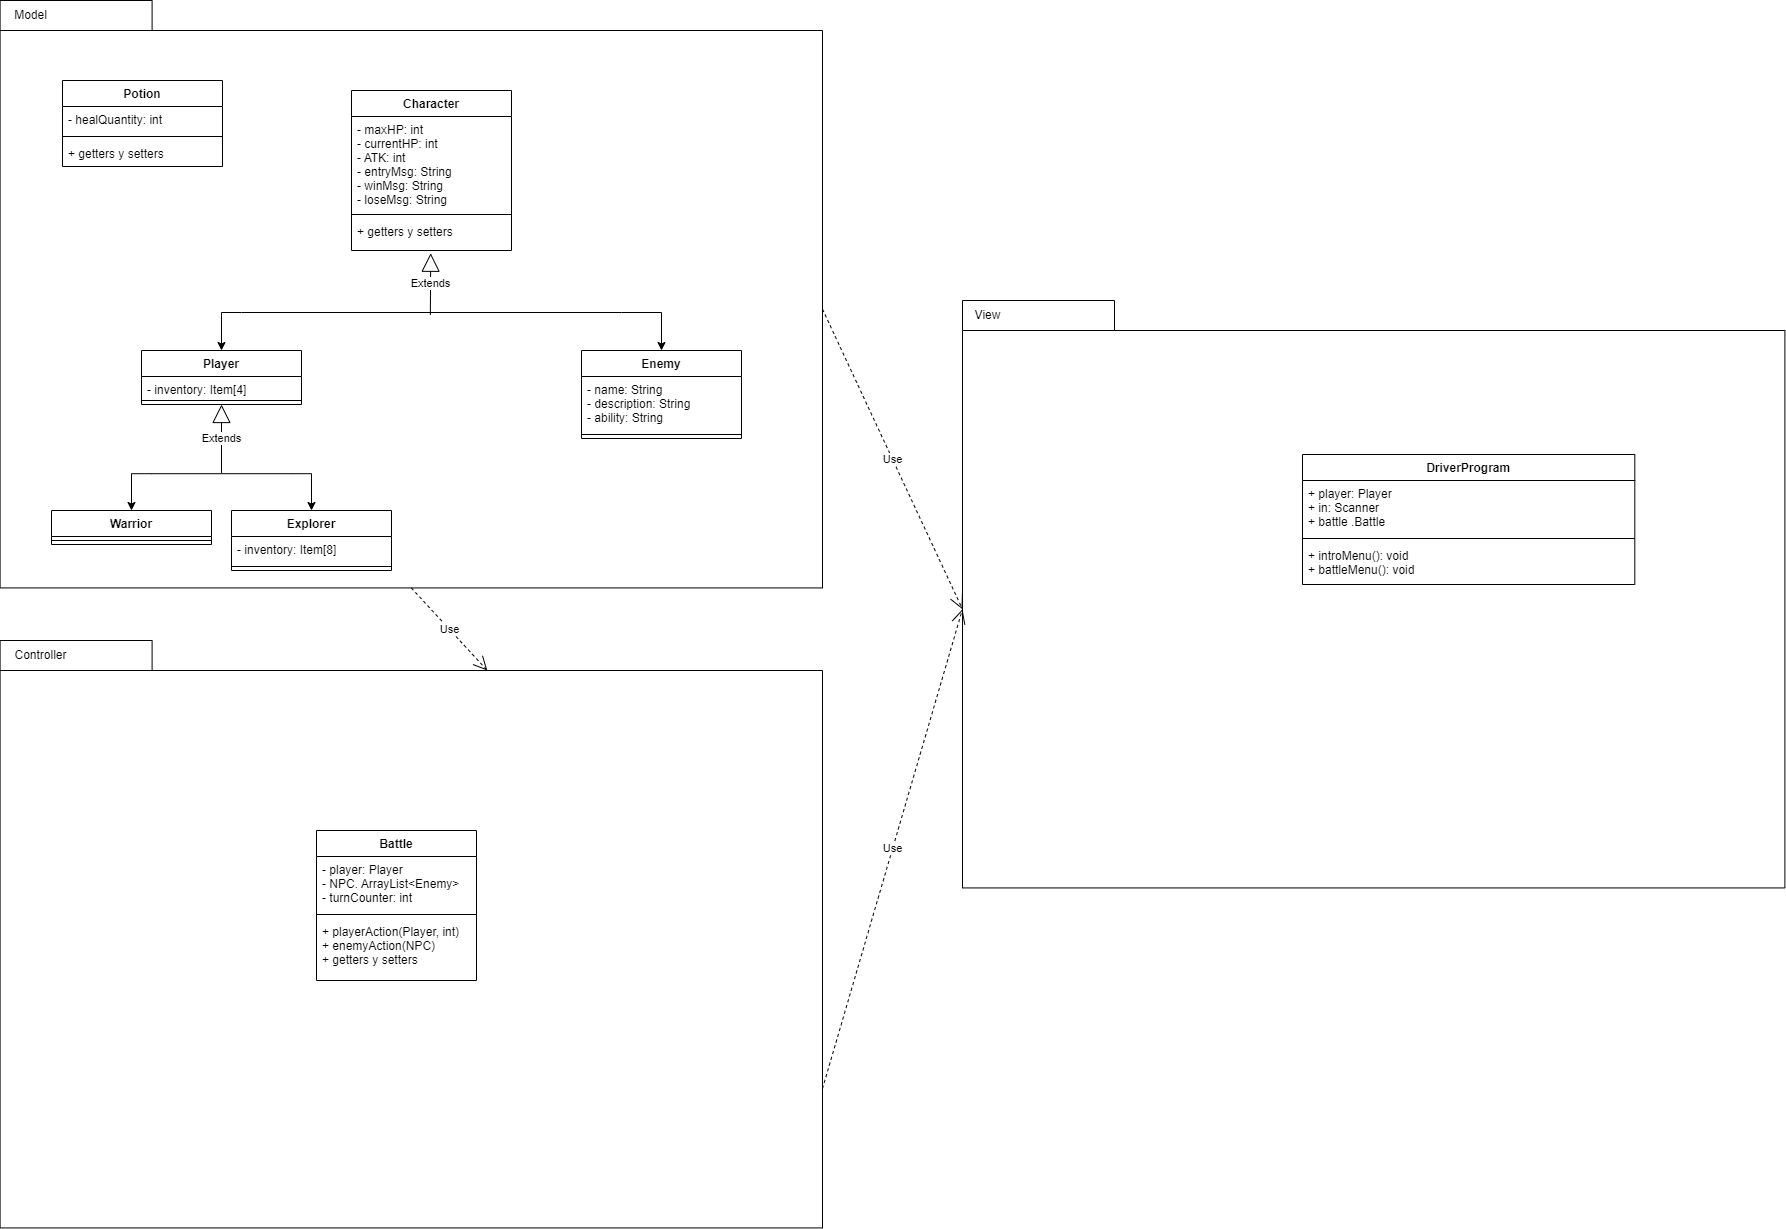 Model
Potion
- healQuantity: int
+ getters y setters
Character
- maxHP: int
- currentHP: int
- ATK: int
- entryMsg: String
- winMsg: String
- loseMsg: String
+ getters y setters
Extends
Player
- inventory: Item[4]
Enemy
- name: String
- description: String
- ability: String
Extends
Warrior
Explorer
- inventory: Item[8]
Use
Use
View
DriverProgram
+ player: Player
+ in: Scanner
+ battle .Battle
+ introMenu(): void
+ battleMenu(): void
Controller
Battle
- player: Player
- NPC. ArrayList<Enemy>
- turnCounter: int
+ playerAction(Player, int)
+ enemyAction(NPC)
+ getters y setters
Use